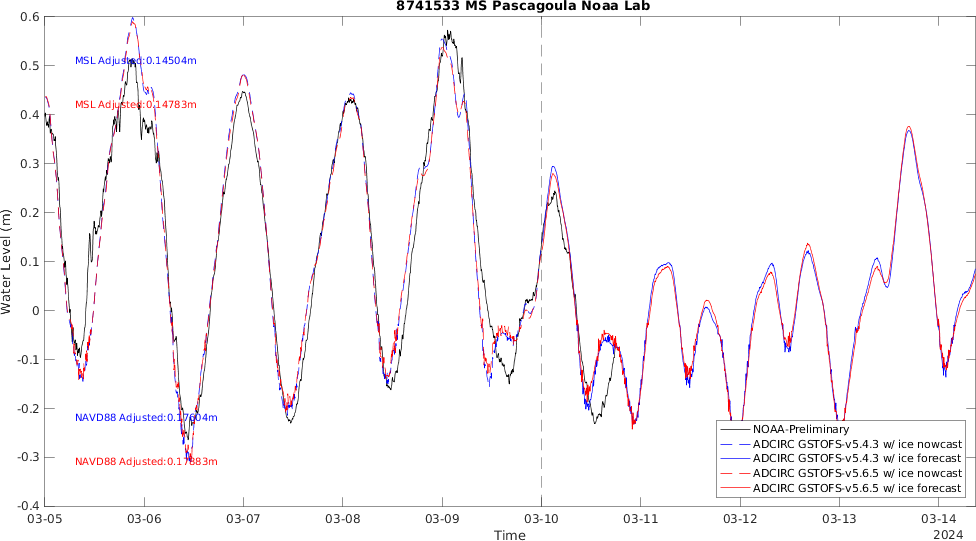 8741533 MS Pascagoula Noaa Lab
0.6
0.5
0.4
0.3
0.2
0.1
0
-0.1
-0.2
-0.3
-0.4
Water Level (m)
MSL Adjusted:0.14504m
MSL Adjusted:0.14783m
NAVD88 Adjusted:0.17604m
NAVD88 Adjusted:0.17883m
NOAA-Preliminary
ADCIRC GSTOFS-v5.4.3 w/ ice nowcast
ADCIRC GSTOFS-v5.4.3 w/ ice forecast
ADCIRC GSTOFS-v5.6.5 w/ ice nowcast
ADCIRC GSTOFS-v5.6.5 w/ ice forecast
03-05 03-06 03-07 03-08 03-09 03-10 03-11 03-12 03-13 03-14
2024
Time